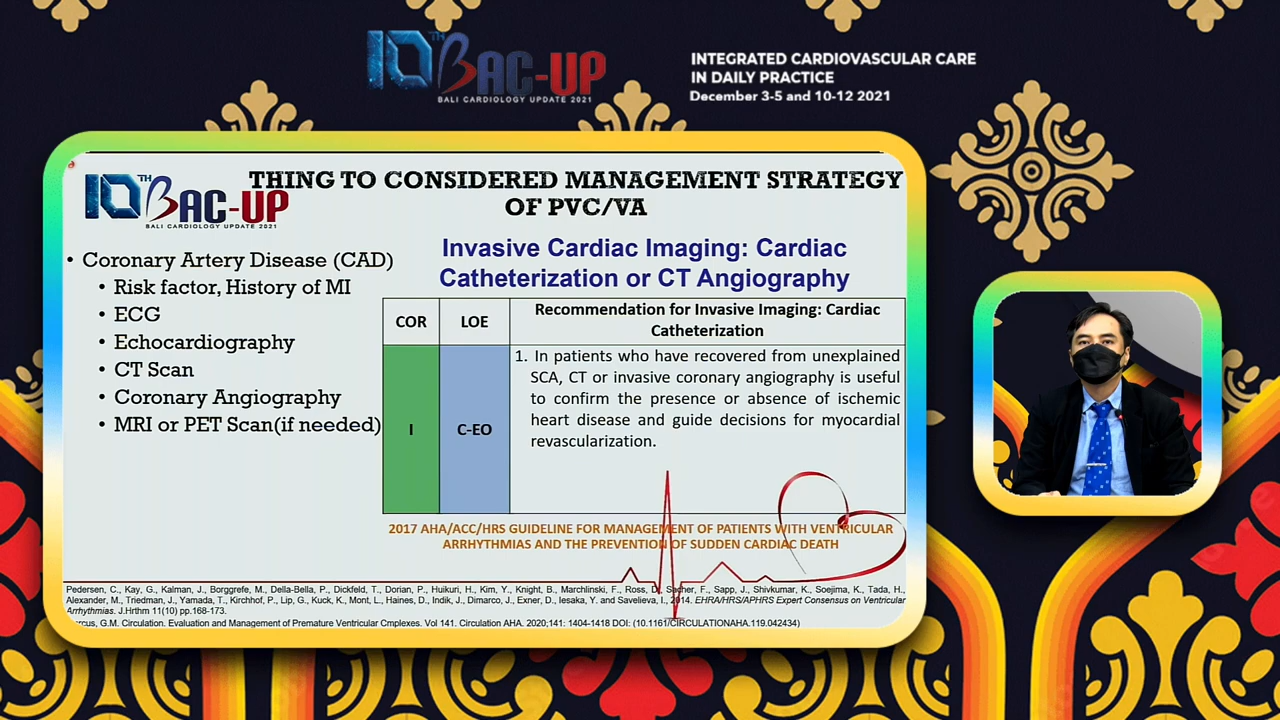 10TH BAC-UP
BALI CARDIOLOGY UPDATE 2021
INTEGRATED CARDIOVASCULAR CARE
IN DAILY PRACTICE
December 3-5 and 10-12 2021
10TH BAC-UP
BALI CARDIOLOGY UPDATE 2021
THING TO CONSIDERED MANAGEMENT STRATEGY
OF PVC/VA
• Coronary Artery Disease (CAD)
• Risk factor, History of MI
• ECG
• Echocardiography
• CT Scan
• Coronary Angiography
• MRI or PET Scan(if needed)
Invasive Cardiac Imaging: Cardiac
Catheterization or CT Angiography
COR LOE Recommendation for Invasive Imaging: Cardiac
Catheterization
I C-EO 1. In patients who have recovered from unexplained
SCA, CT or invasive coronary angiography is useful
to confirm the presence or absence of ischemic
heart disease and guide decisions for myocardial
revascularization.
2017 AHA/ACC/HRS GUIDELINE FOR MANAGEMENT OF PATIENTS WITH VENTRICULAR
ARRHYTHMIAS AND THE PREVENTION OF SUDDEN CARDIAC DEATH
Pedersen, C., Kay, G., Kalman, J., Borggrefe, M., Della-Bella, P., Dickfeld, T., Dorian, P., Huikuri, H., Kim, Y., Knight, B., Marchlinski, F., Ross, D., Sacher, F., Sapp, J., Shivkumar, K., Soejima, K., Tada, H.,
Alexander, M., Triedman, J., Yamada, T., Kirchhof, P., Lip, G., Kuck, K., Mont, L., Haines, D., Indik, J., Dimarco, J., Exner, D., Iesaka, Y. and Savelieva, I., 2014. EHRA/HRS/APHRS Expert Consensus on Ventricular
Arrhythmias. J.Hrthm 11(10) pp.168-173.
G.M. Circulation. Evaluation and Management of Premature Ventricular Cmplexes. Vol 141. Circulation AHA. 2020;141: 1404-1418 DOI: (10.1161/CIRCULATIONAHA.119.042434)